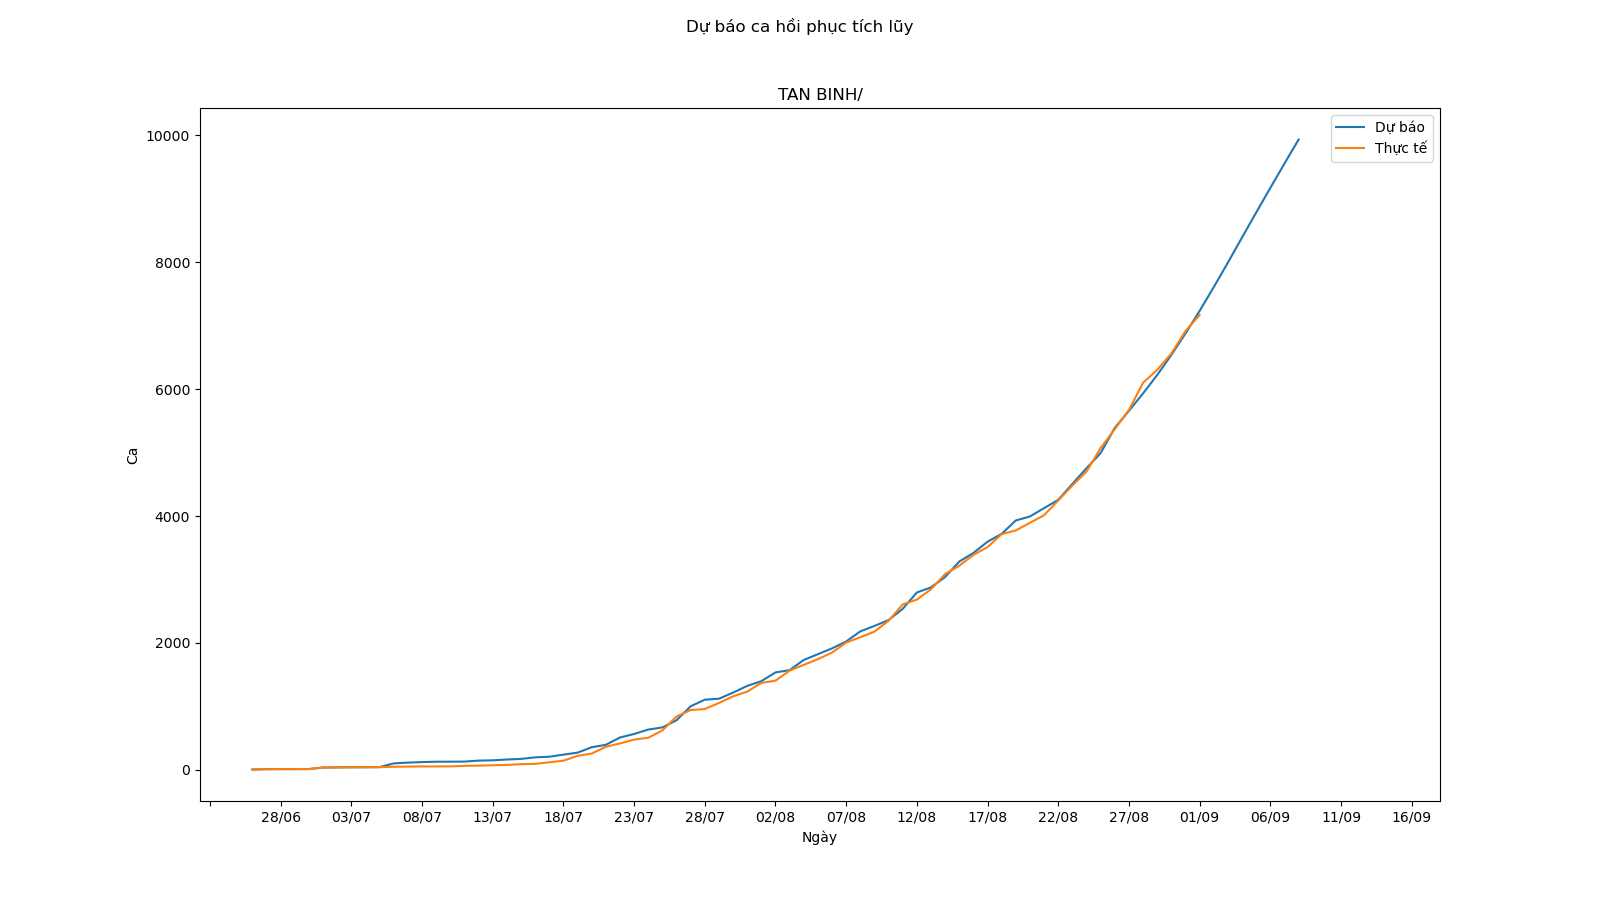 Dự báo ca hồi phục tích lũy
TAN BINH/
Dự báo
Thực tế
10000
8000
6000
4000
2000
0
Ca
28/06 03/07 08/07 13/07 18/07 23/07 28/07 02/08 07/08 12/08 17/08 22/08 27/08 01/09 06/09 11/09 16/09
Ngày